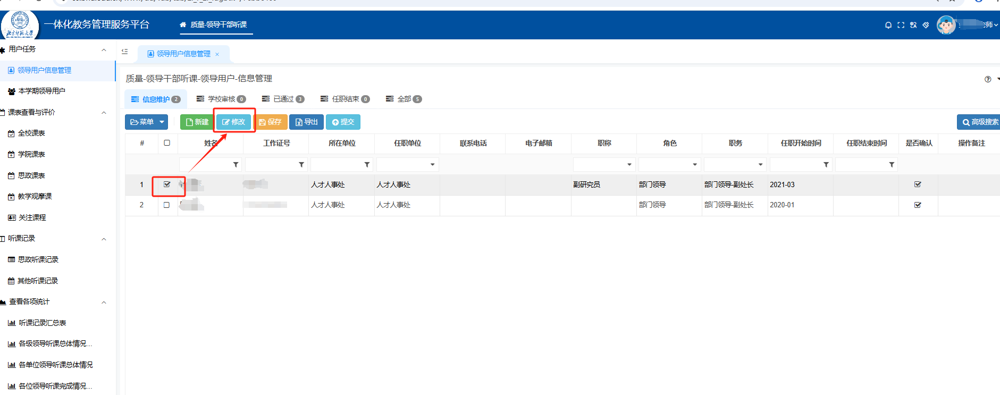 北京师范大学
一体化教务管理服务平台
质量-领导干部听课
老师
用户任务
领导用户信息管理
本学期领导用户
课表查看与评价
全校课表
学院课表
思政课表
教学观摩课
关注课程
听课记录
思政听课记录
其他听课记录
查看各项统计
听课记录汇总表
各级领导听课总体情况...
各单位领导听课总体情况
各位领导听课完成情况...
领导用户信息管理 ×
质量-领导干部听课-领导用户-信息管理
信息维护 2 学校审核 0 已通过 3 任职结束 0 全部 5
菜单 新建 修改 保存 导出 提交 高级搜索
# 姓名 工作证号 所在单位 任职单位 联系电话 电子邮箱 职称 角色 职务 任职开始时间 任职结束时间 是否确认 操作备注
1 人才人事处 人才人事处 副研究员 部门领导 部门领导-副处长 2021-03
2 人才人事处 人才人事处 部门领导 部门领导-副处长 2020-01